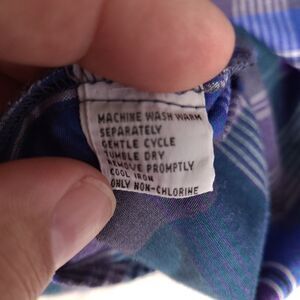 MACHINE WASH WARM
SEPARATELY
GENTLE CYCLE
TUMBLE DRY
REMOVE PROMPTLY
COOL IRON
ONLY NON-CHLORINE